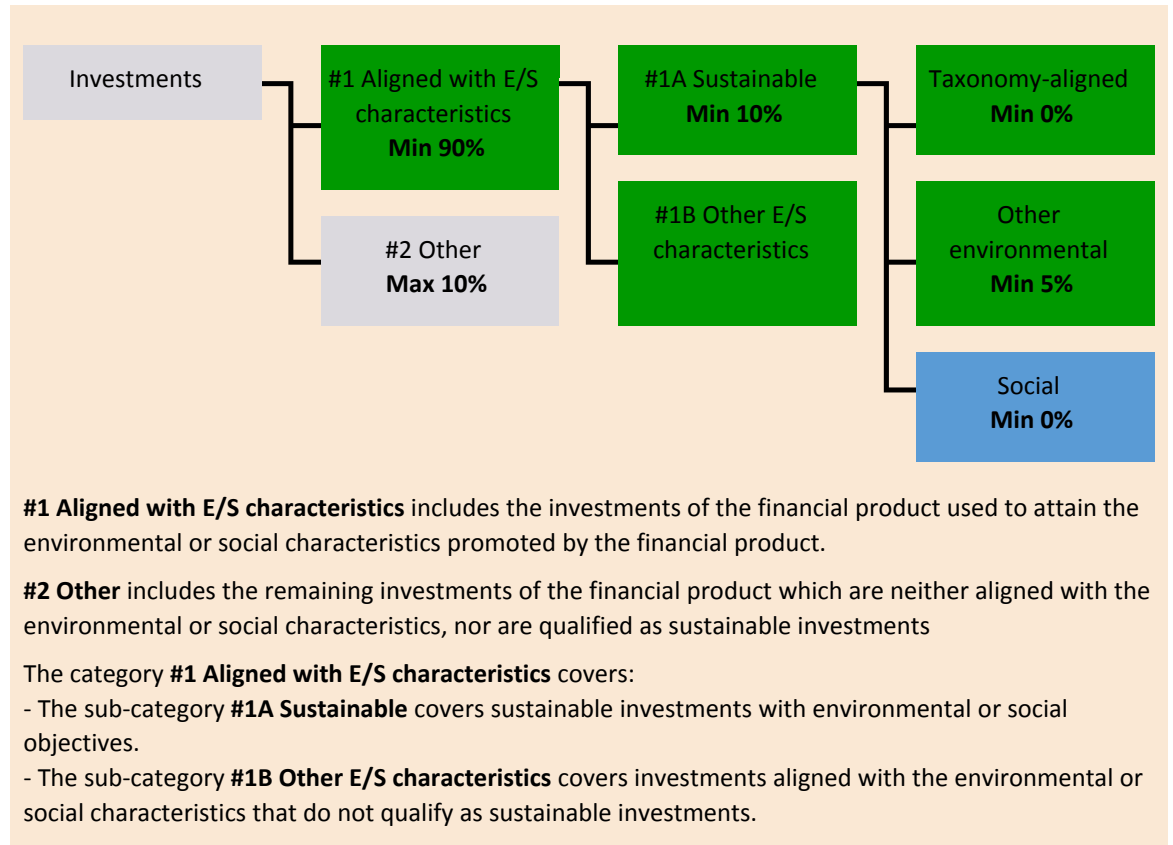 Investments
#1 Aligned with E/S
characteristics
Min 90%
#2 Other
Max 10%
#1A Sustainable
Min 10%
#1B Other E/S
characteristics
Taxonomy-aligned
Min 0%
Other
environmental
Min 5%
Social
Min 0%
#1 Aligned with E/S characteristics includes the investments of the financial product used to attain the
environmental or social characteristics promoted by the financial product.
#2 Other includes the remaining investments of the financial product which are neither aligned with the
environmental or social characteristics, nor are qualified as sustainable investments
The category #1 Aligned with E/S characteristics covers:
- The sub-category #1A Sustainable covers sustainable investments with environmental or social
objectives.
- The sub-category #1B Other E/S characteristics covers investments aligned with the environmental or
social characteristics that do not qualify as sustainable investments.